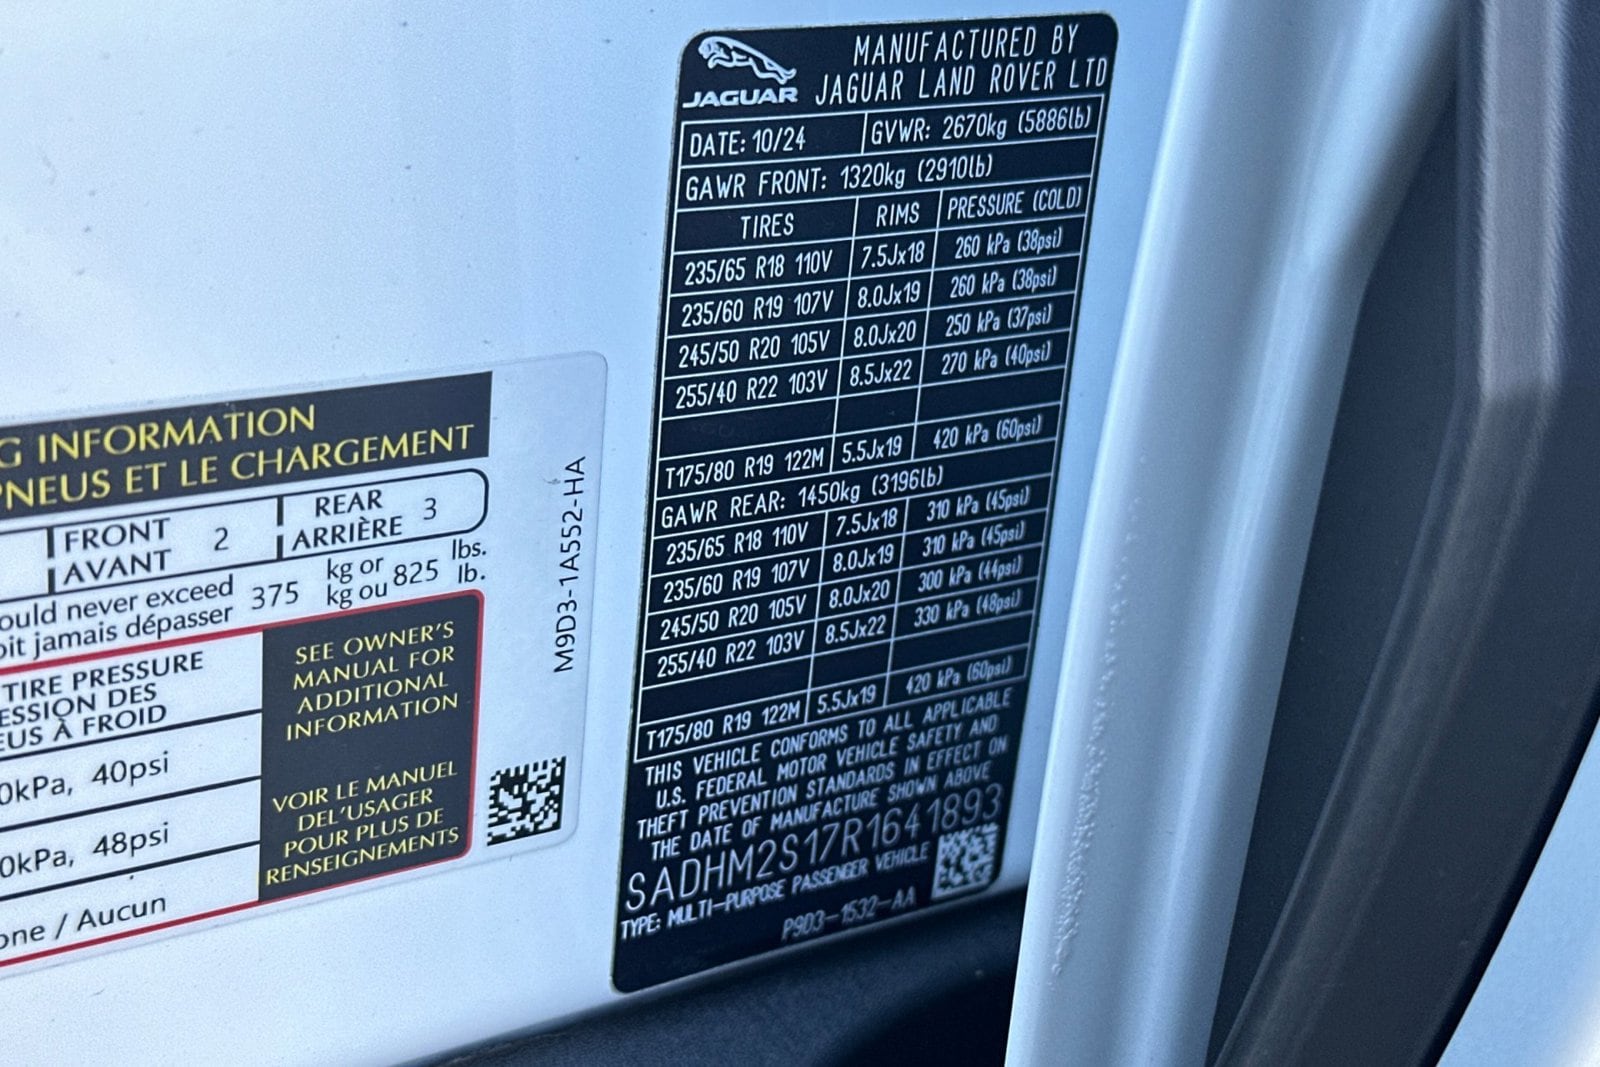 G INFORMATION
PNEUS ET LE CHARGEMENT
FRONT
AVANT 2
REAR
ARRIÈRE 3
ould never exceed
oit jamais dépasser 375 kg or
kg ou 825 lbs.
lb.
TIRE PRESSURE
ESSION DES
EUS À FROID
0kPa, 40psi
0kPa, 48psi
one / Aucun
SEE OWNER'S
MANUAL FOR
ADDITIONAL
INFORMATION
VOIR LE MANUEL
DEL'USAGER
POUR PLUS DE
RENSEIGNEMENTS
M9D3-1A552-HA
JAGUAR
MANUFACTURED BY
JAGUAR LAND ROVER LTD
DATE: 10/24 GVWR: 2670kg (5886lb)
GAWR FRONT: 1320kg (2910lb)
TIRES RIMS PRESSURE (COLD)
235/65 R18 110V 7.5Jx18 260 kPa (38psi)
235/60 R19 107V 8.0Jx19 260 kPa (38psi)
245/50 R20 105V 8.0Jx20 250 kPa (37psi)
255/40 R22 103V 8.5Jx22 270 kPa (40psi)
T175/80 R19 122M 5.5Jx19 420 kPa (60psi)
GAWR REAR: 1450kg (3196lb)
235/65 R18 110V 7.5Jx18 310 kPa (45psi)
235/60 R19 107V 8.0Jx19 310 kPa (45psi)
245/50 R20 105V 8.0Jx20 300 kPa (44psi)
255/40 R22 103V 8.5Jx22 330 kPa (48psi)
T175/80 R19 122M 5.5Jx19 420 kPa (60psi)
THIS VEHICLE CONFORMS TO ALL APPLICABLE
U.S. FEDERAL MOTOR VEHICLE SAFETY AND
THEFT PREVENTION STANDARDS IN EFFECT ON
THE DATE OF MANUFACTURE SHOWN ABOVE
SADHM2S17R1641893
TYPE: MULTI-PURPOSE PASSENGER VEHICLE
P9D3-1532-AA